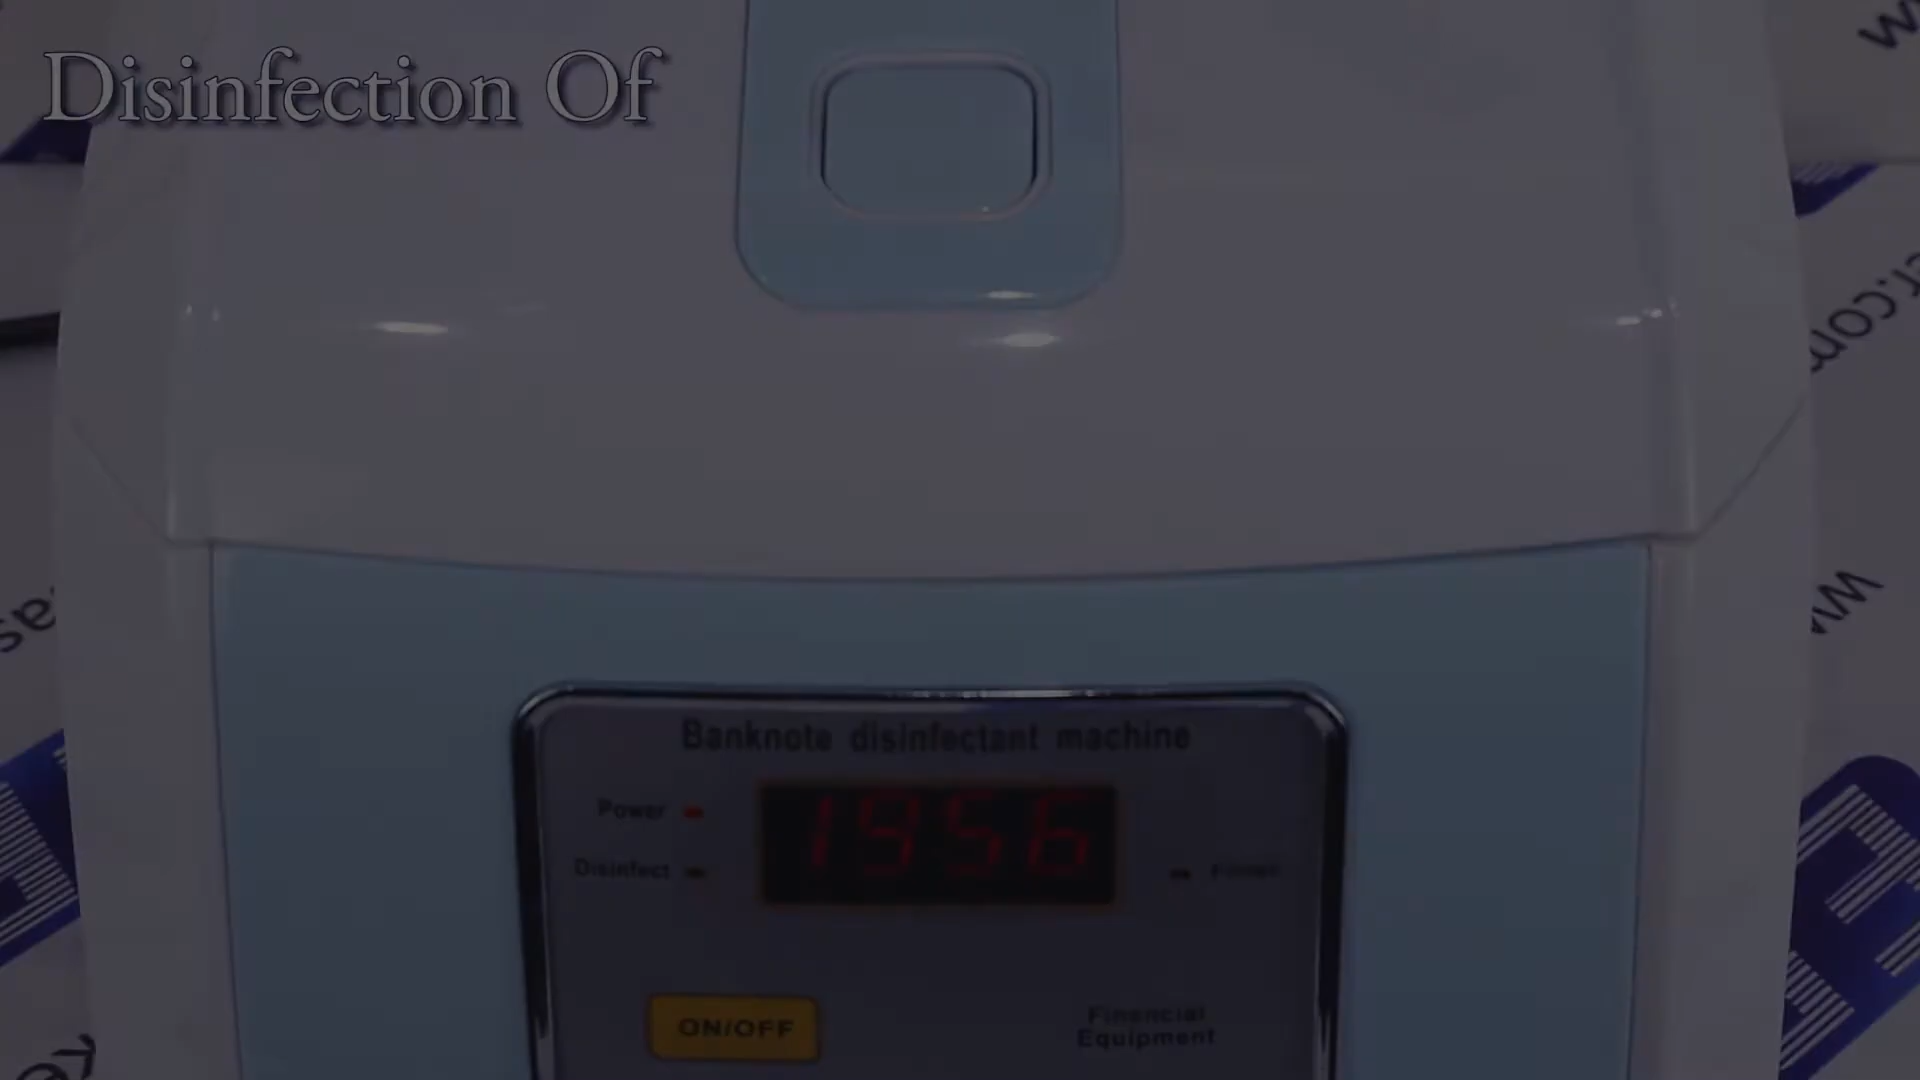 Disinfection Of
Banknote disinfectant machine
Power
1956
Disinfect
ON/OFF
Financial
Equipment